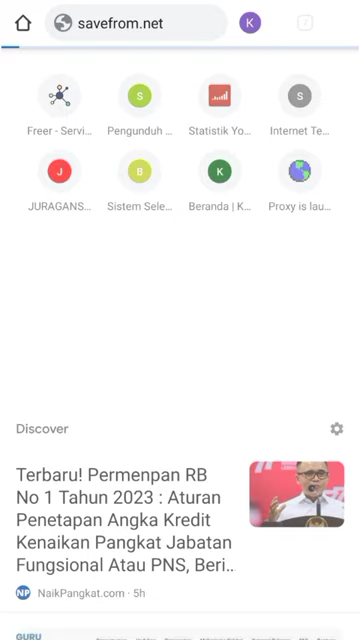 savefrom.net
K
S
S
Freer - Servi...
Pengunduh ...
Statistik Yo...
Internet Te...
J
B
K
JURAGANS...
Sistem Sele...
Beranda | K...
Proxy is lau...
Discover
Terbaru! Permenpan RB
No 1 Tahun 2023 : Aturan
Penetapan Angka Kredit
Kenaikan Pangkat Jabatan
Fungsional Atau PNS, Beri...
NP NaikPangkat.com · 5h
GURU